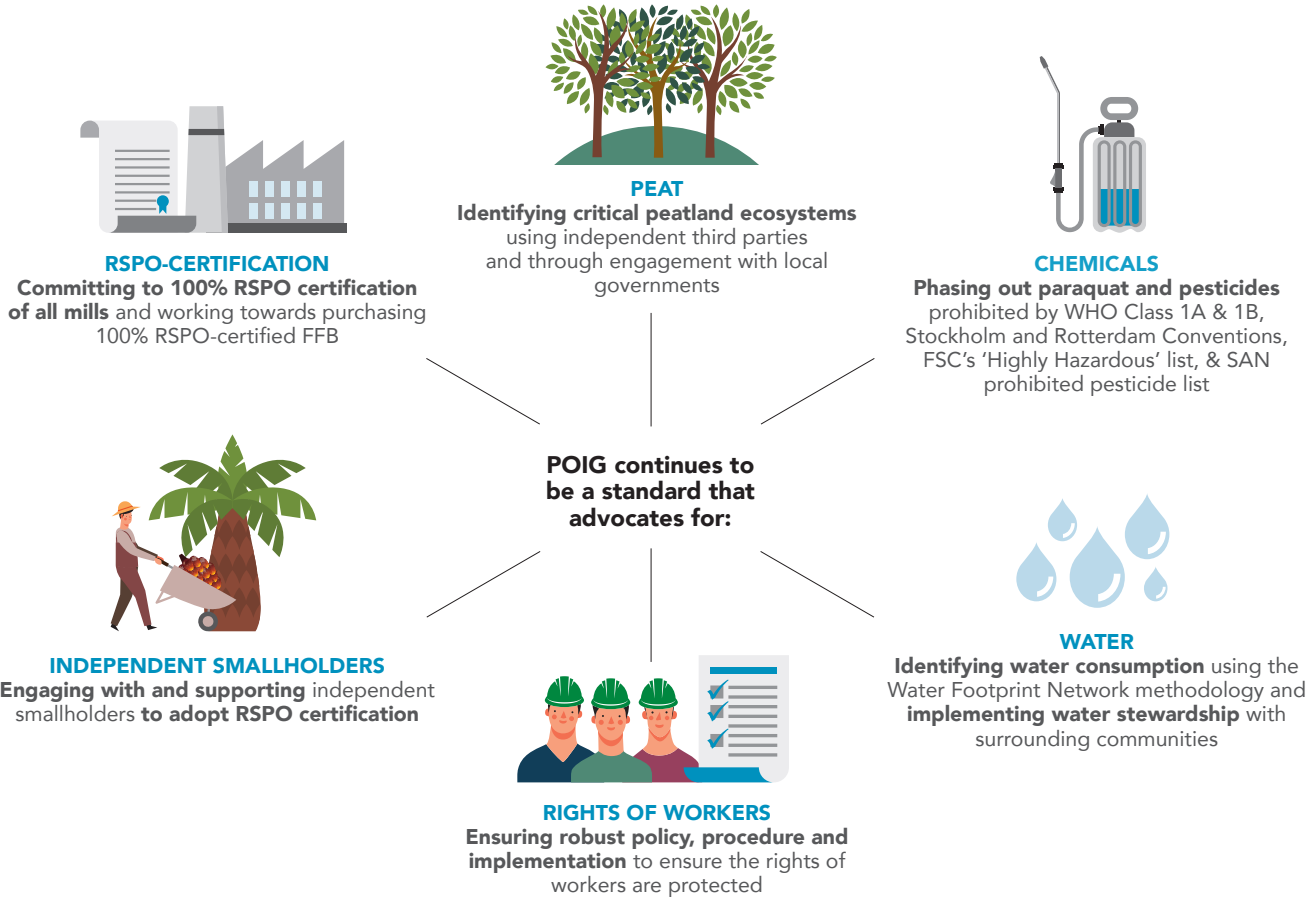 PEAT
Identifying critical peatland ecosystems
using independent third parties
and through engagement with local
governments
RSPO-CERTIFICATION
Committing to 100% RSPO certification
of all mills and working towards purchasing
100% RSPO-certified FFB
CHEMICALS
Phasing out paraquat and pesticides
prohibited by WHO Class 1A & 1B,
Stockholm and Rotterdam Conventions,
FSC's 'Highly Hazardous' list, & SAN
prohibited pesticide list
POIG continues to
be a standard that
advocates for:
INDEPENDENT SMALLHOLDERS
Engaging with and supporting independent
smallholders to adopt RSPO certification
WATER
Identifying water consumption using the
Water Footprint Network methodology and
implementing water stewardship with
surrounding communities
RIGHTS OF WORKERS
Ensuring robust policy, procedure and
implementation to ensure the rights of
workers are protected